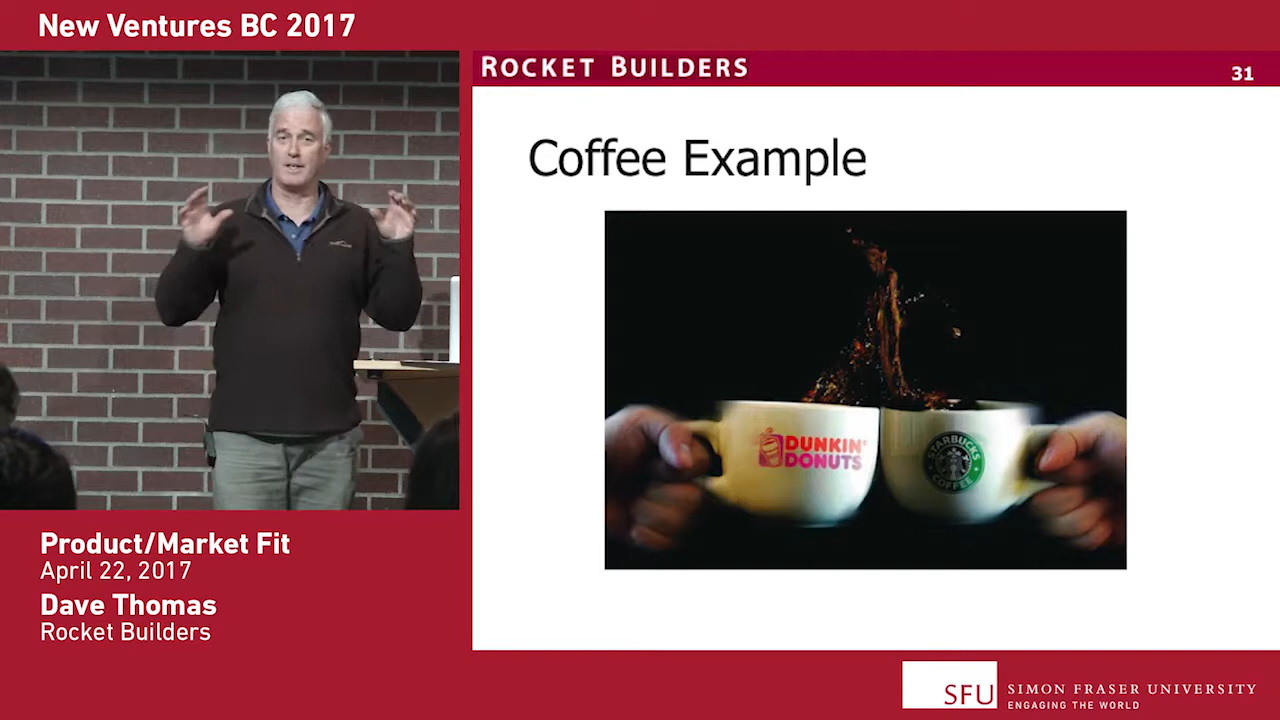 New Ventures BC 2017
ROCKET BUILDERS
31
Coffee Example
DUNKIN'
DONUTS
STARBUCKS
COFFEE
Product/Market Fit
April 22, 2017
Dave Thomas
Rocket Builders
SFU
SIMON FRASER UNIVERSITY
ENGAGING THE WORLD